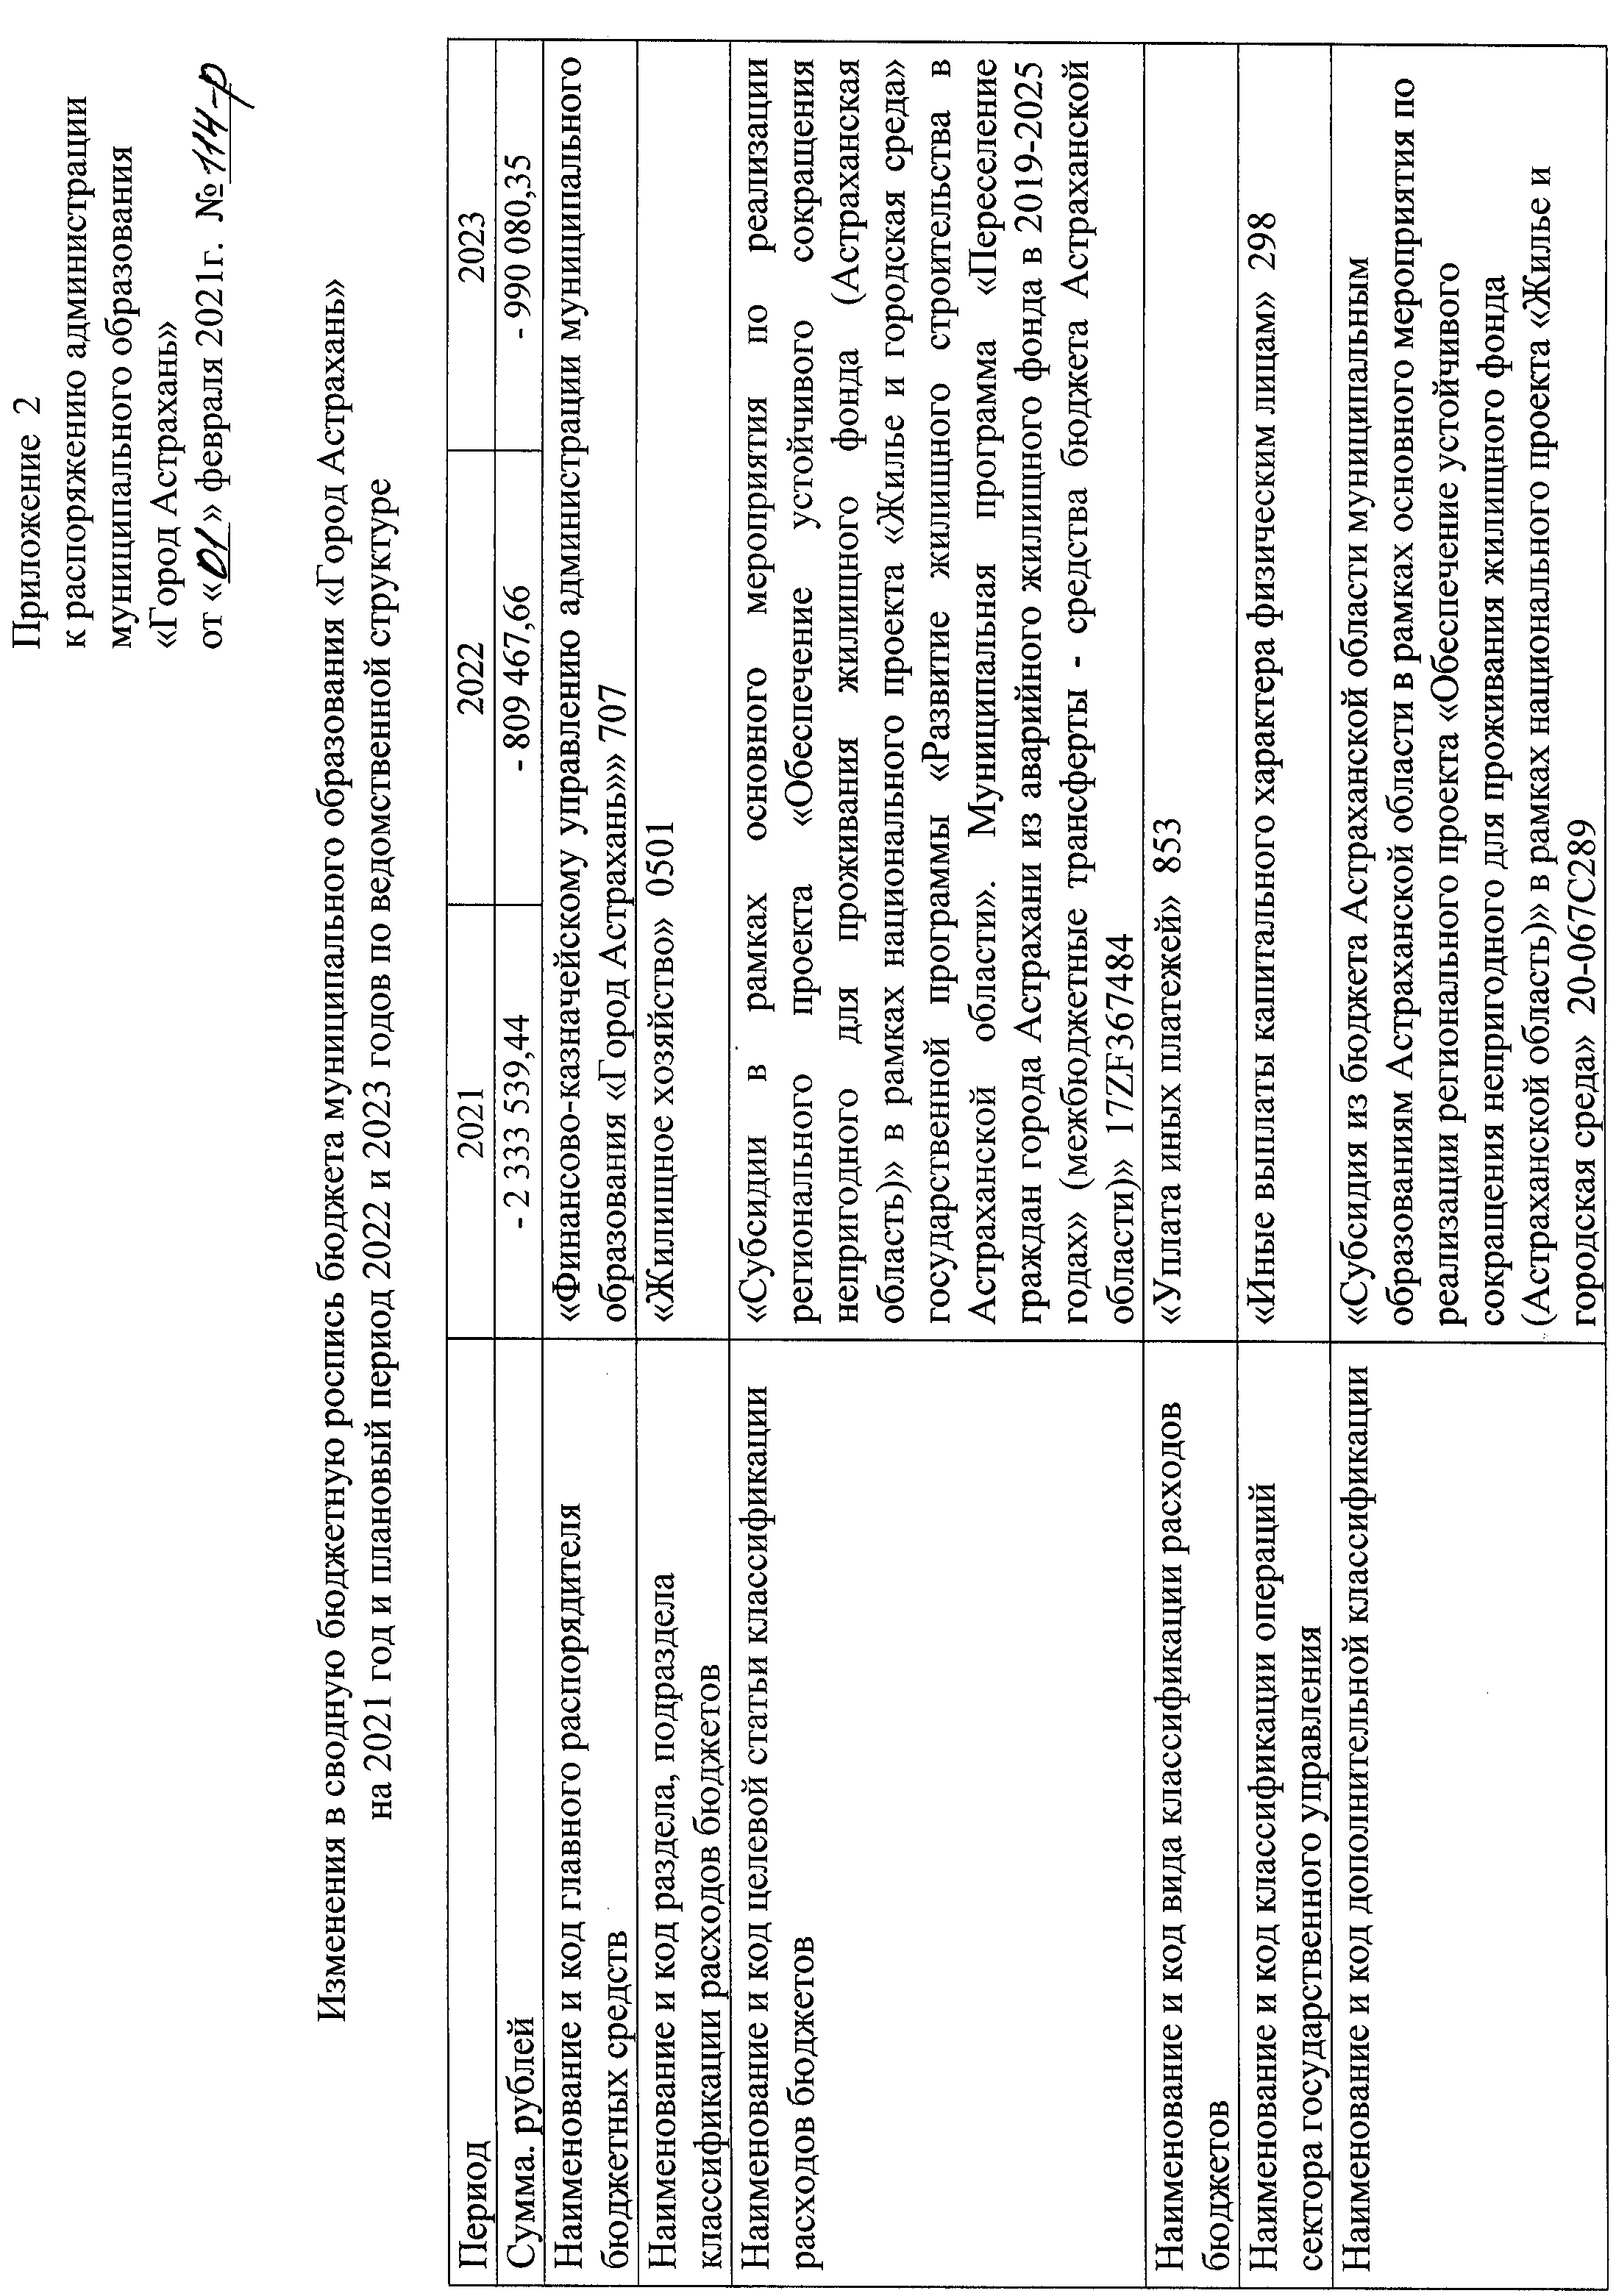 Приложение 2
к распоряжению администрации
муниципального образования
«Город Астрахань»
от «01» февраля 2021г. № 114-р
Изменения в сводную бюджетную роспись бюджета муниципального образования «Город Астрахань»
на 2021 год и плановый период 2022 и 2023 годов по ведомственной структуре
Период 2021 2022 2023
Сумма. рублей - 2 333 539,44 - 809 467,66 - 990 080,35
Наименование и код главного распорядителя
бюджетных средств
«Финансово-казначейскому управлению администрации муниципального
образования «Город Астрахань»» 707
Наименование и код раздела, подраздела
классификации расходов бюджетов
«Жилищное хозяйство» 0501
Наименование и код целевой статьи классификации
расходов бюджетов
«Субсидии в рамках основного мероприятия по реализации
регионального проекта «Обеспечение устойчивого сокращения
непригодного для проживания жилищного фонда (Астраханская
область)» в рамках национального проекта «Жилье и городская среда»
государственной программы «Развитие жилищного строительства в
Астраханской области». Муниципальная программа «Переселение
граждан города Астрахани из аварийного жилищного фонда в 2019-2025
годах» (межбюджетные трансферты - средства бюджета Астраханской
области)» 17ZF367484
Наименование и код вида классификации расходов
бюджетов
«Уплата иных платежей» 853
Наименование и код классификации операций
сектора государственного управления
«Иные выплаты капитального характера физическим лицам» 298
Наименование и код дополнительной классификации
«Субсидия из бюджета Астраханской области муниципальным
образованиям Астраханской области в рамках основного мероприятия по
реализации регионального проекта «Обеспечение устойчивого
сокращения непригодного для проживания жилищного фонда
(Астраханской область)» в рамках национального проекта «Жилье и
городская среда» 20-067С289